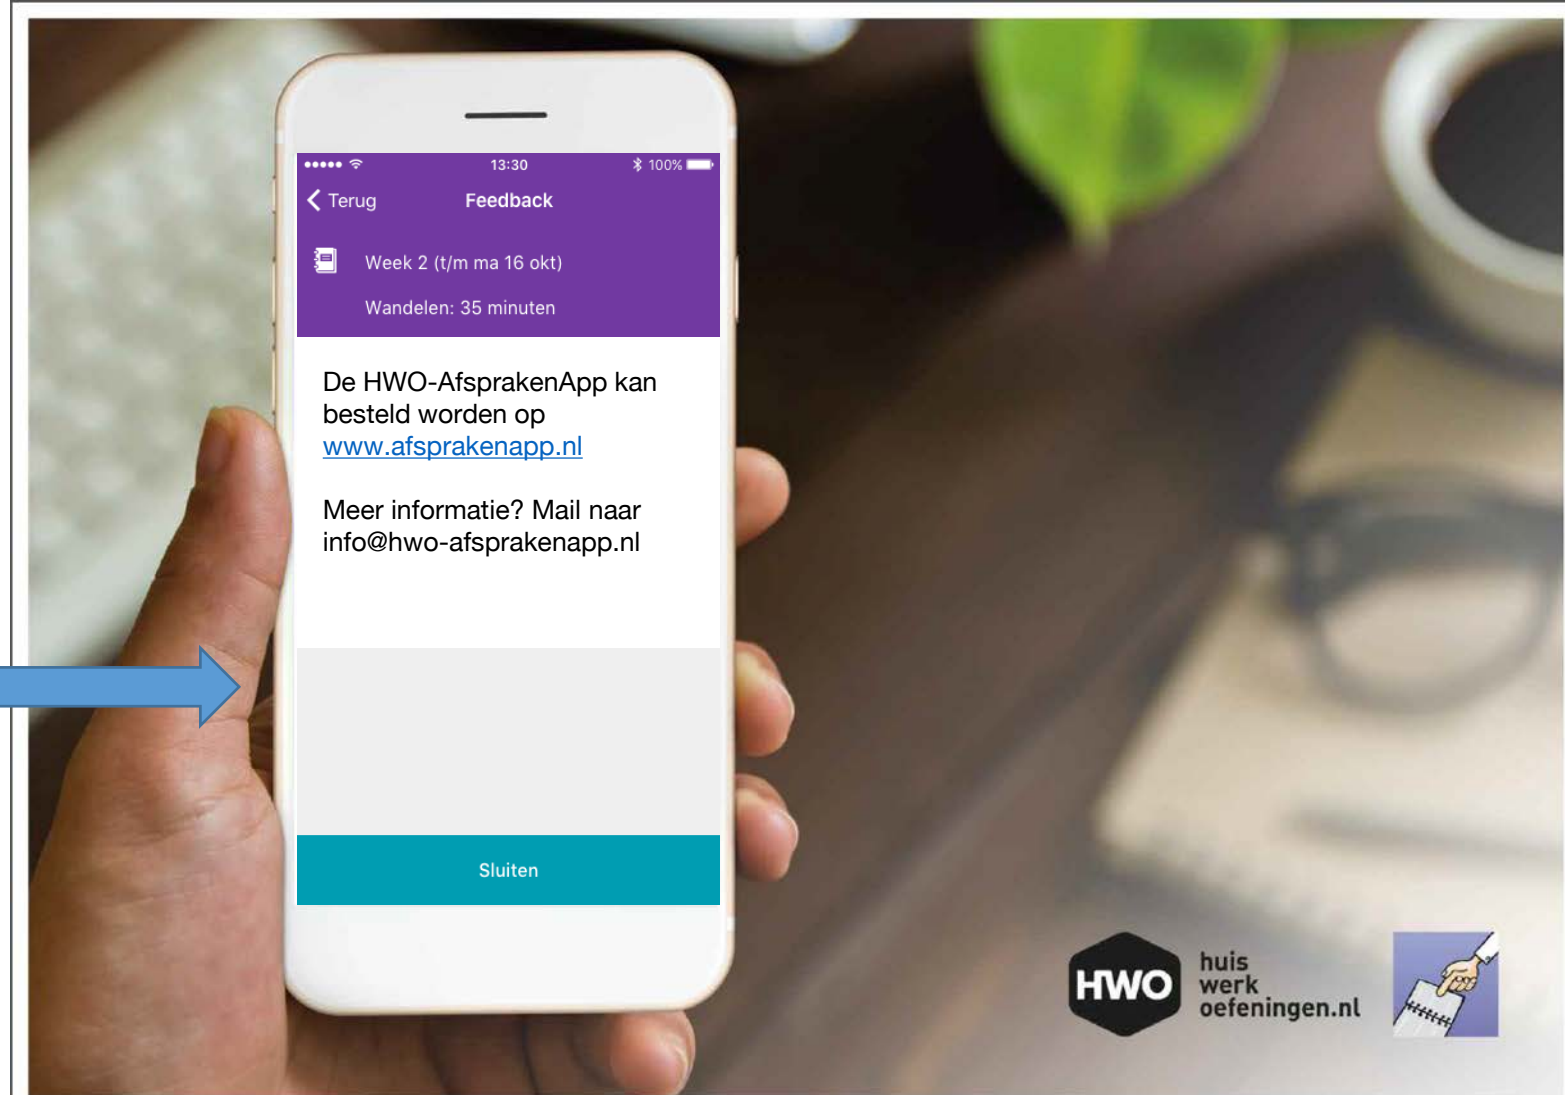 13:30
100%
Terug
Feedback
Week 2 (t/m ma 16 okt)
Wandelen: 35 minuten
De HWO-AfsprakenApp kan
besteld worden op
www.afsprakenapp.nl
Meer informatie? Mail naar
info@hwo-afsprakenapp.nl
Sluiten
HWO
huis
werk
oefeningen.nl